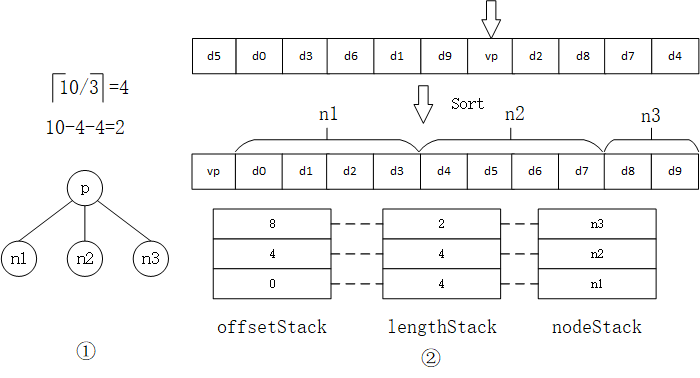 ⌈10/3⌉=4
10-4-4=2
p
n1 n2 n3
①
d5 d0 d3 d6 d1 d9 vp d2 d8 d7 d4
Sort
n1 n2 n3
vp d0 d1 d2 d3 d4 d5 d6 d7 d8 d9
8 2 n3
4 4 n2
0 4 n1
offsetStack lengthStack nodeStack
②